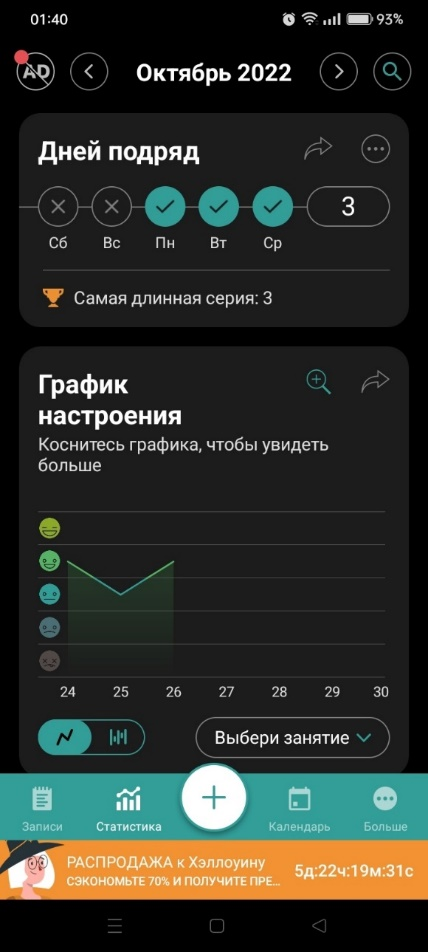 01:40
93%
AD
Октябрь 2022
Дней подряд
3
Сб Вс Пн Вт Ср
Самая длинная серия: 3
График
настроения
Коснитесь графика, чтобы увидеть
больше
24 25 26 27 28 29 30
Выбери занятие
Записи Статистика Календарь Больше
РАСПРОДАЖА к Хэллоуину
СЭКОНОМЬТЕ 70% И ПОЛУЧИТЕ ПРЕ...
5д:22ч:19м:31с